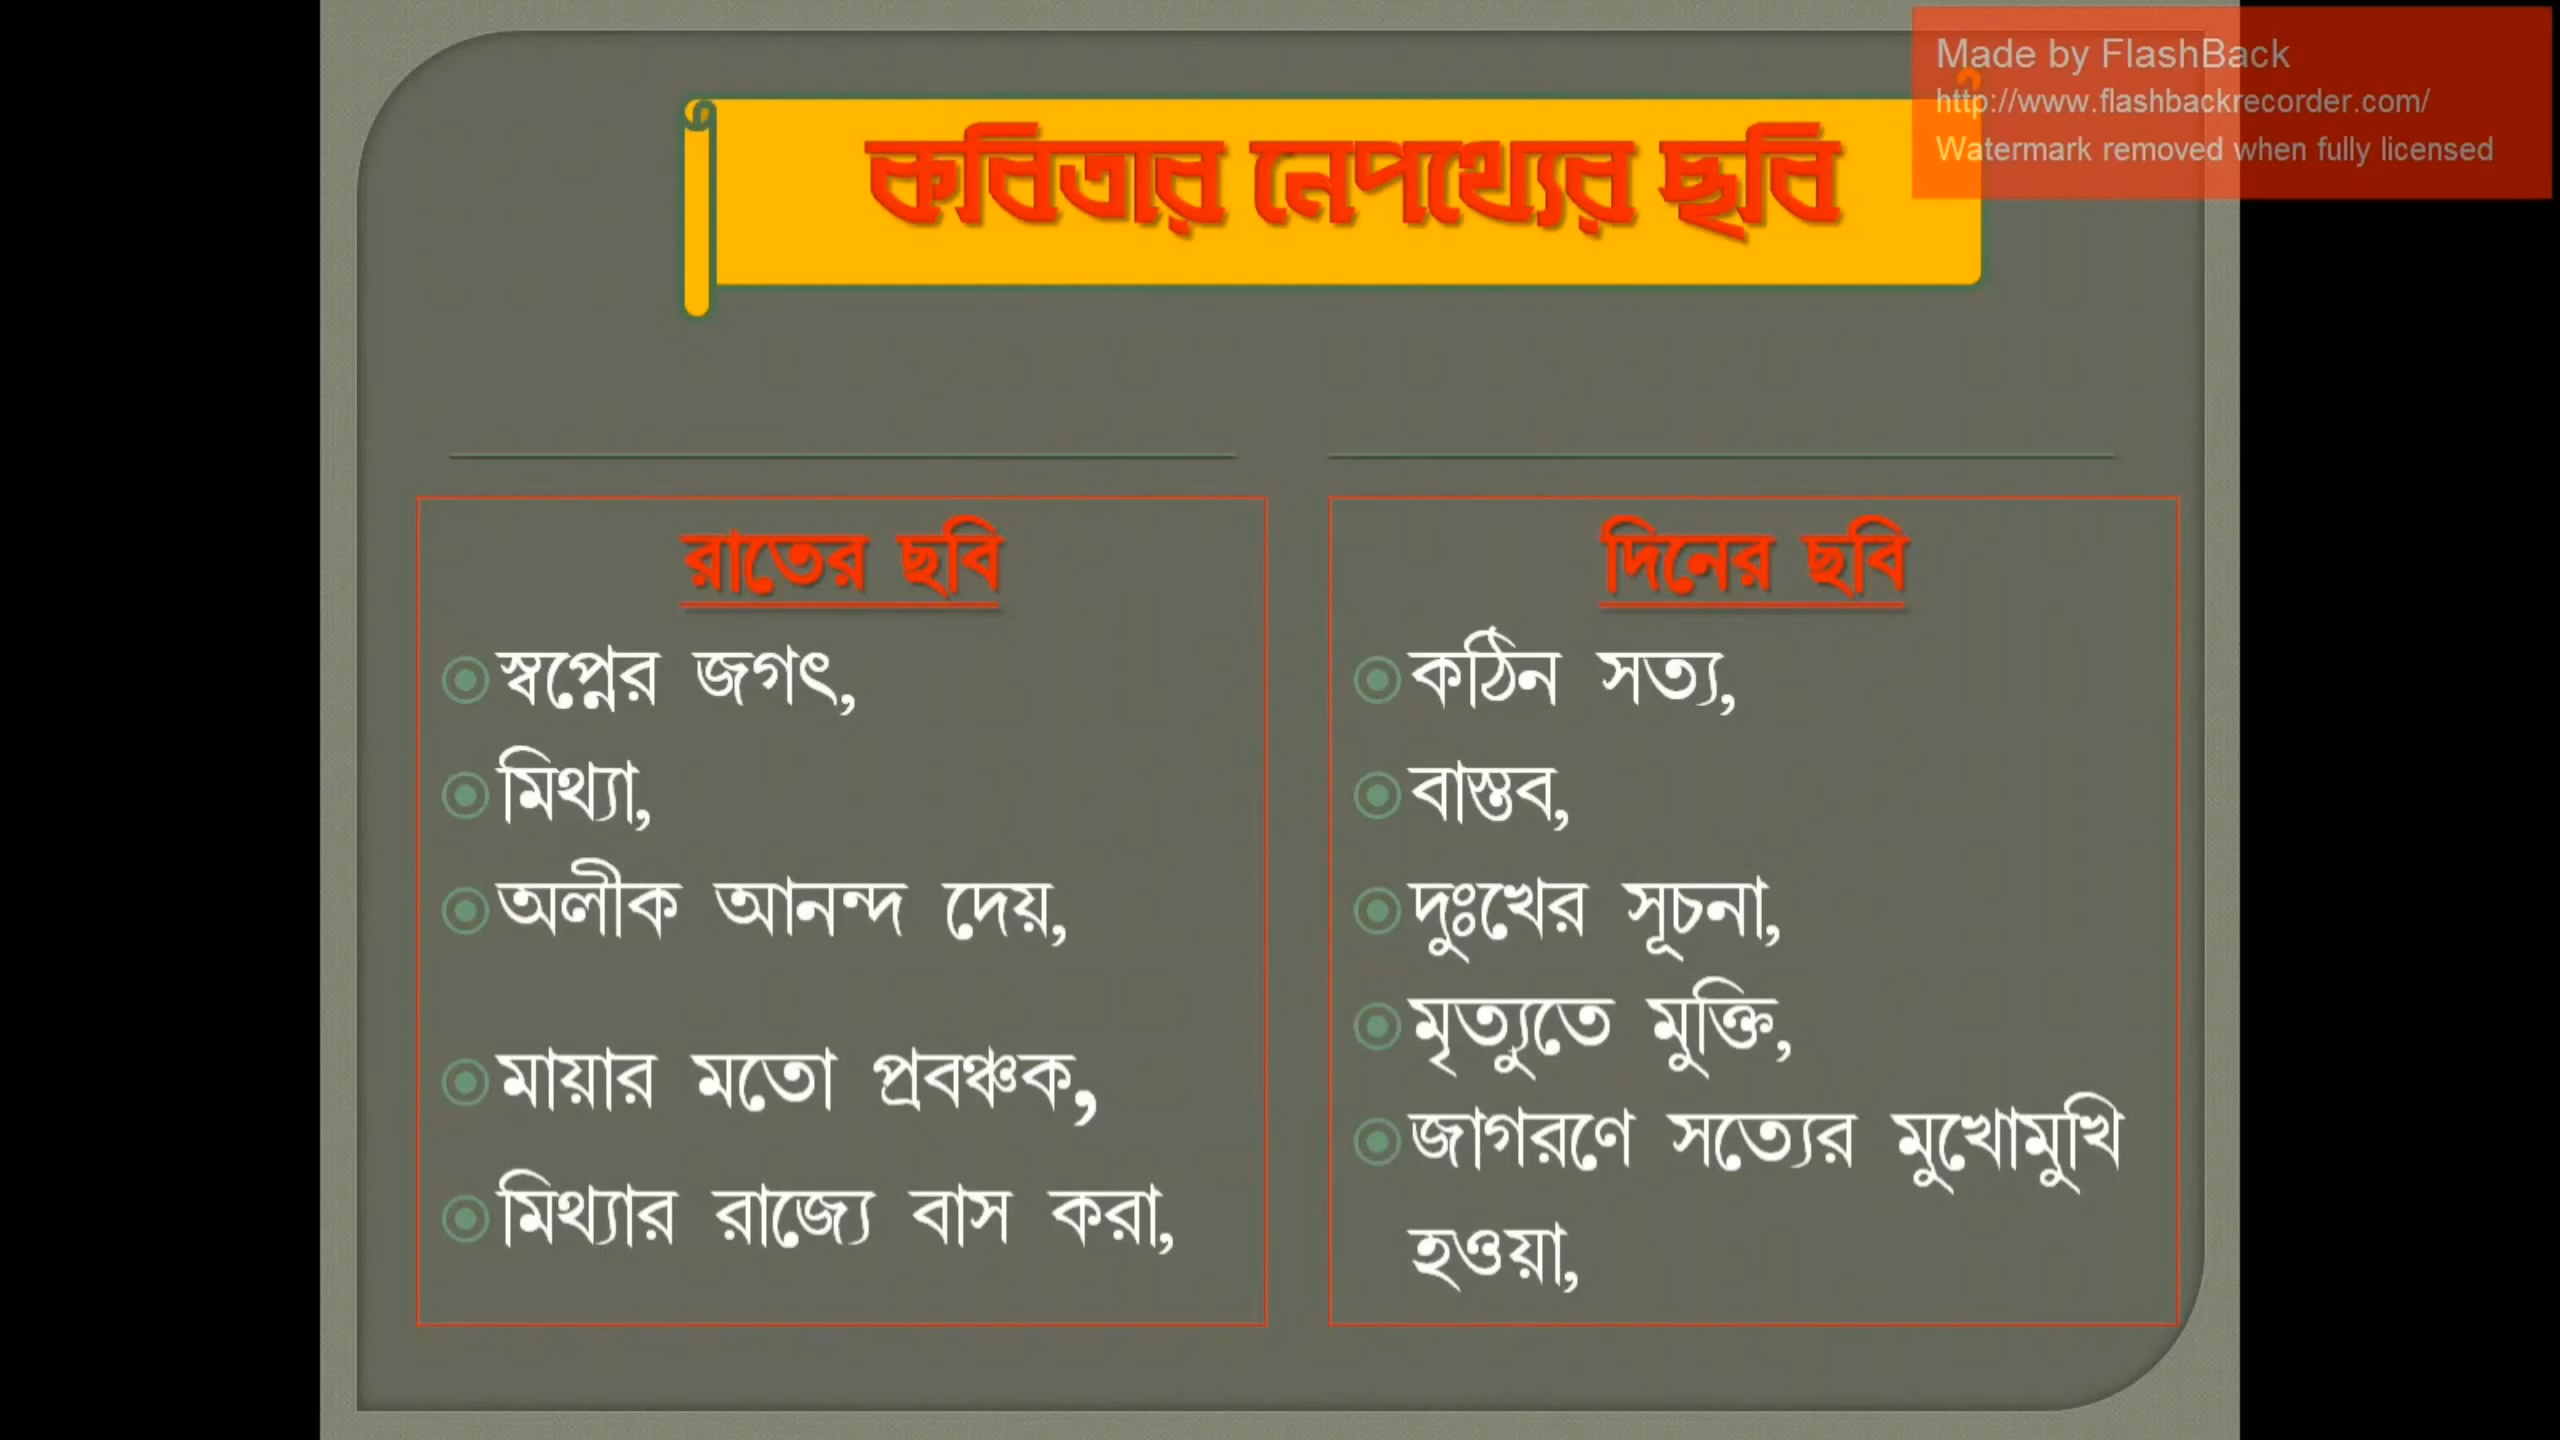 Made by FlashBack
http://www.flashbackrecorder.com/
Watermark removed when fully licensed
কবিতার নেপথ্যের ছবি
রাতের ছবি
স্বপ্নের জগৎ,
মিথ্যা,
অলীক আনন্দ দেয়,
মায়ার মতো প্রবঞ্চক,
মিথ্যার রাজ্যে বাস করা,
দিনের ছবি
কঠিন সত্য,
বাস্তব,
দুঃখের সূচনা,
মৃত্যুতে মুক্তি,
জাগরণে সত্যের মুখোমুখি
হওয়া,